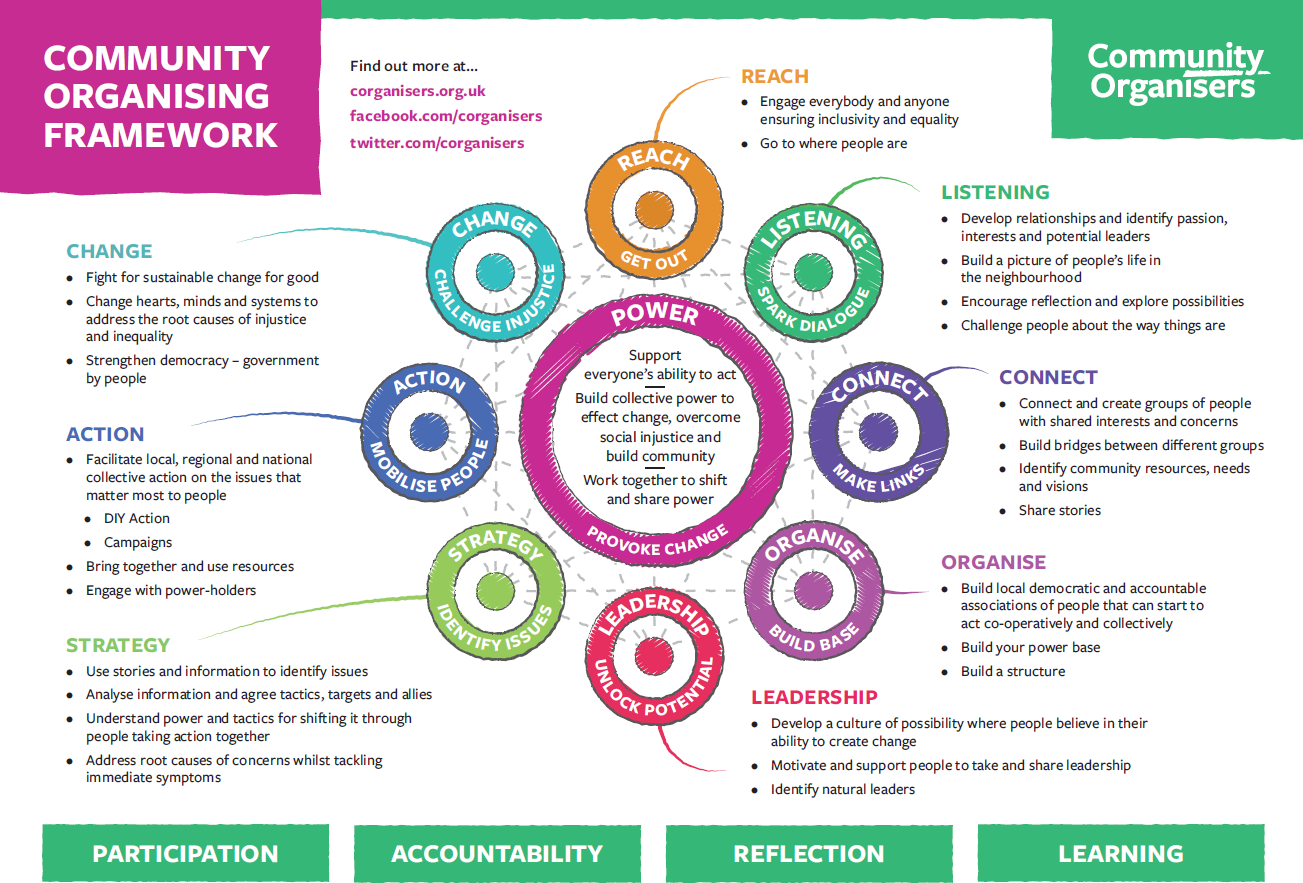 COMMUNITY
ORGANISING
FRAMEWORK
Find out more at...
corganisers.org.uk
facebook.com/corganisers
twitter.com/corganisers
Community
Organisers
REACH
• Engage everybody and anyone
ensuring inclusivity and equality
• Go to where people are
LISTENING
• Develop relationships and identify passion,
interests and potential leaders
• Build a picture of people's life in
the neighbourhood
• Encourage reflection and explore possibilities
• Challenge people about the way things are
CONNECT
• Connect and create groups of people
with shared interests and concerns
• Build bridges between different groups
• Identify community resources, needs
and visions
• Share stories
ORGANISE
• Build local democratic and accountable
associations of people that can start to
act co-operatively and collectively
• Build your power base
• Build a structure
LEADERSHIP
• Develop a culture of possibility where people believe in their
ability to create change
• Motivate and support people to take and share leadership
• Identify natural leaders
STRATEGY
• Use stories and information to identify issues
• Analyse information and agree tactics, targets and allies
• Understand power and tactics for shifting it through
people taking action together
• Address root causes of concerns whilst tackling
immediate symptoms
ACTION
• Facilitate local, regional and national
collective action on the issues that
matter most to people
• DIY Action
• Campaigns
• Bring together and use resources
• Engage with power-holders
CHANGE
• Fight for sustainable change for good
• Change hearts, minds and systems to
address the root causes of injustice
and inequality
• Strengthen democracy – government
by people
REACH
GET OUT
LISTENING
SPARK DIALOGUE
CONNECT
MAKE LINKS
ORGANISE
BUILD BASE
LEADERSHIP
UNLOCK POTENTIAL
STRATEGY
IDENTIFY ISSUES
ACTION
MOBILISE PEOPLE
CHANGE
CHALLENGE INJUSTICE
POWER
Support
everyone's ability to act
Build collective power to
effect change, overcome
social injustice and
build community
Work together to shift
and share power
PROVOKE CHANGE
PARTICIPATION
ACCOUNTABILITY
REFLECTION
LEARNING